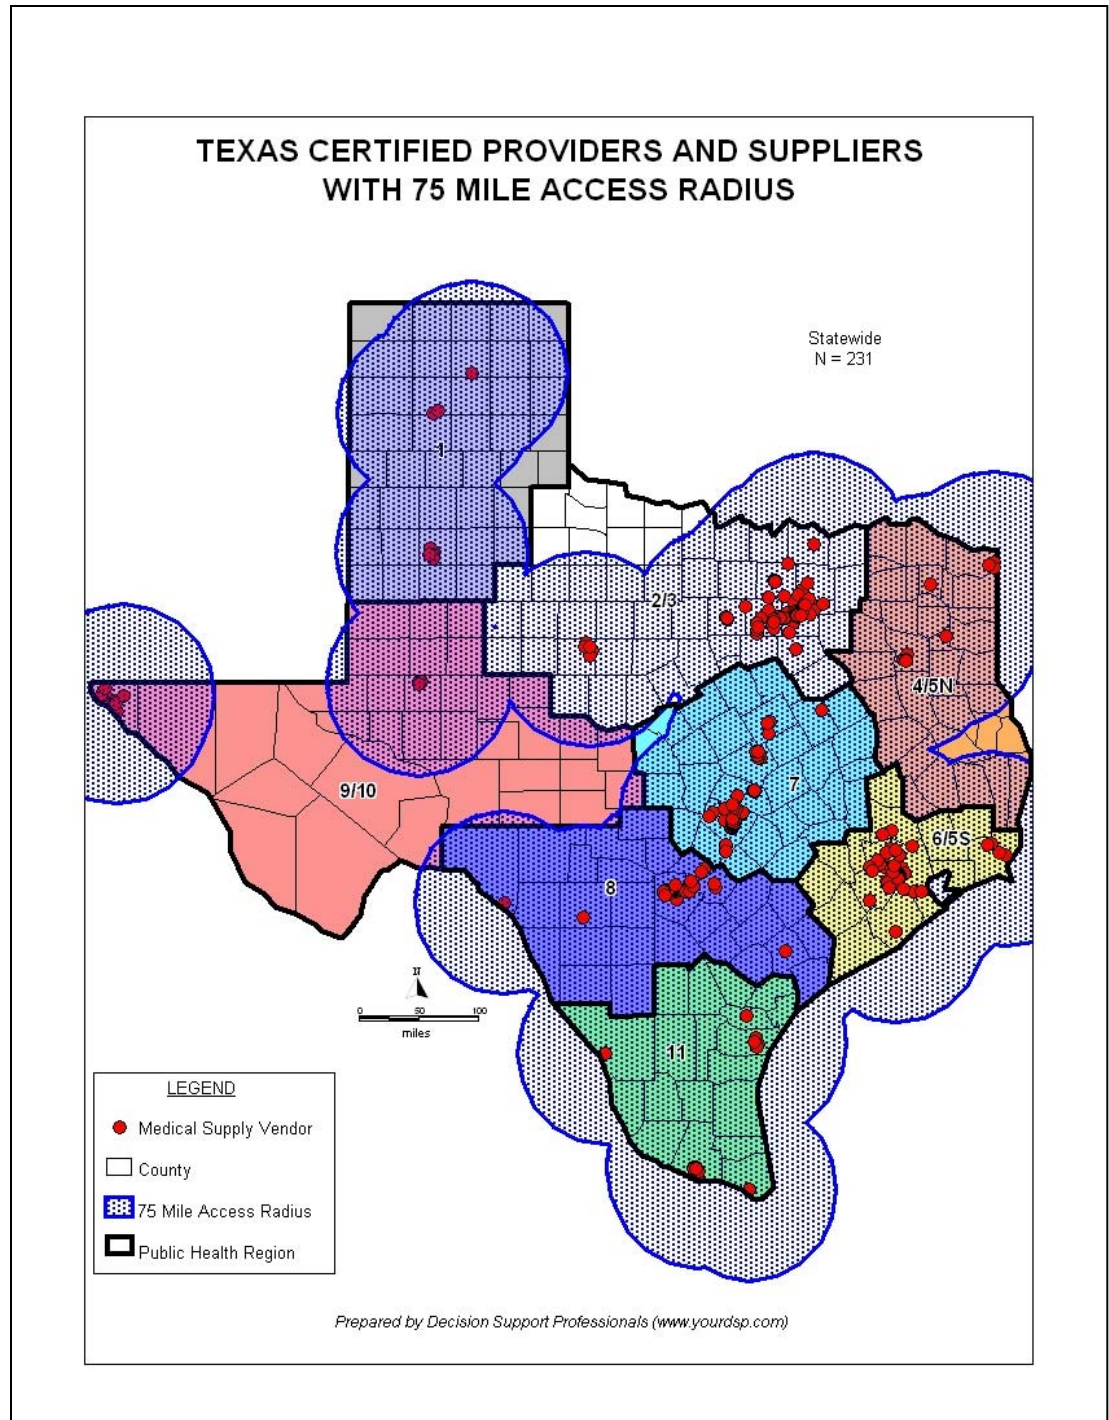 TEXAS CERTIFIED PROVIDERS AND SUPPLIERS
WITH 75 MILE ACCESS RADIUS
Statewide
N = 231
1
2/3
4/5N
9/10
7
6/5S
8
N
0 50 100
miles
11
LEGEND
Medical Supply Vendor
County
75 Mile Access Radius
Public Health Region
Prepared by Decision Support Professionals (www.yourdsp.com)